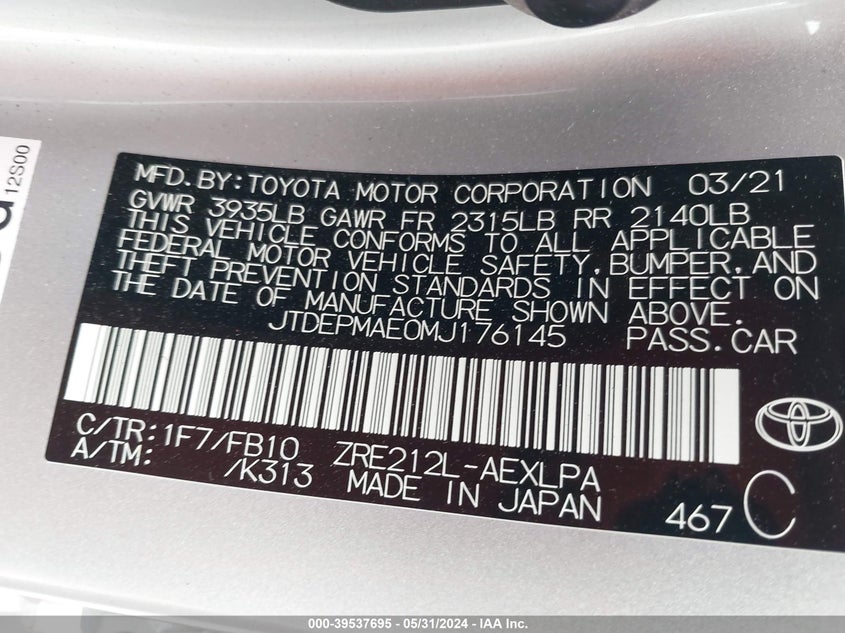 12S00
MFD.BY:TOYOTA MOTOR CORPORATION 03/21
GVWR 3935LB GAWR FR 2315LB RR 2140LB
THIS VEHICLE CONFORMS TO ALL APPLICABLE
FEDERAL MOTOR VEHICLE SAFETY,BUMPER,AND
THEFT PREVENTION STANDARDS IN EFFECT ON
THE DATE OF MANUFACTURE SHOWN ABOVE.
JTDEPMAE0MJ176145 PASS.CAR
C/TR:1F7/FB10 ZRE212L-AEXLPA
A/TM: /K313 MADE IN JAPAN 467 C
000-39537695 - 05/31/2024 - IAA Inc.